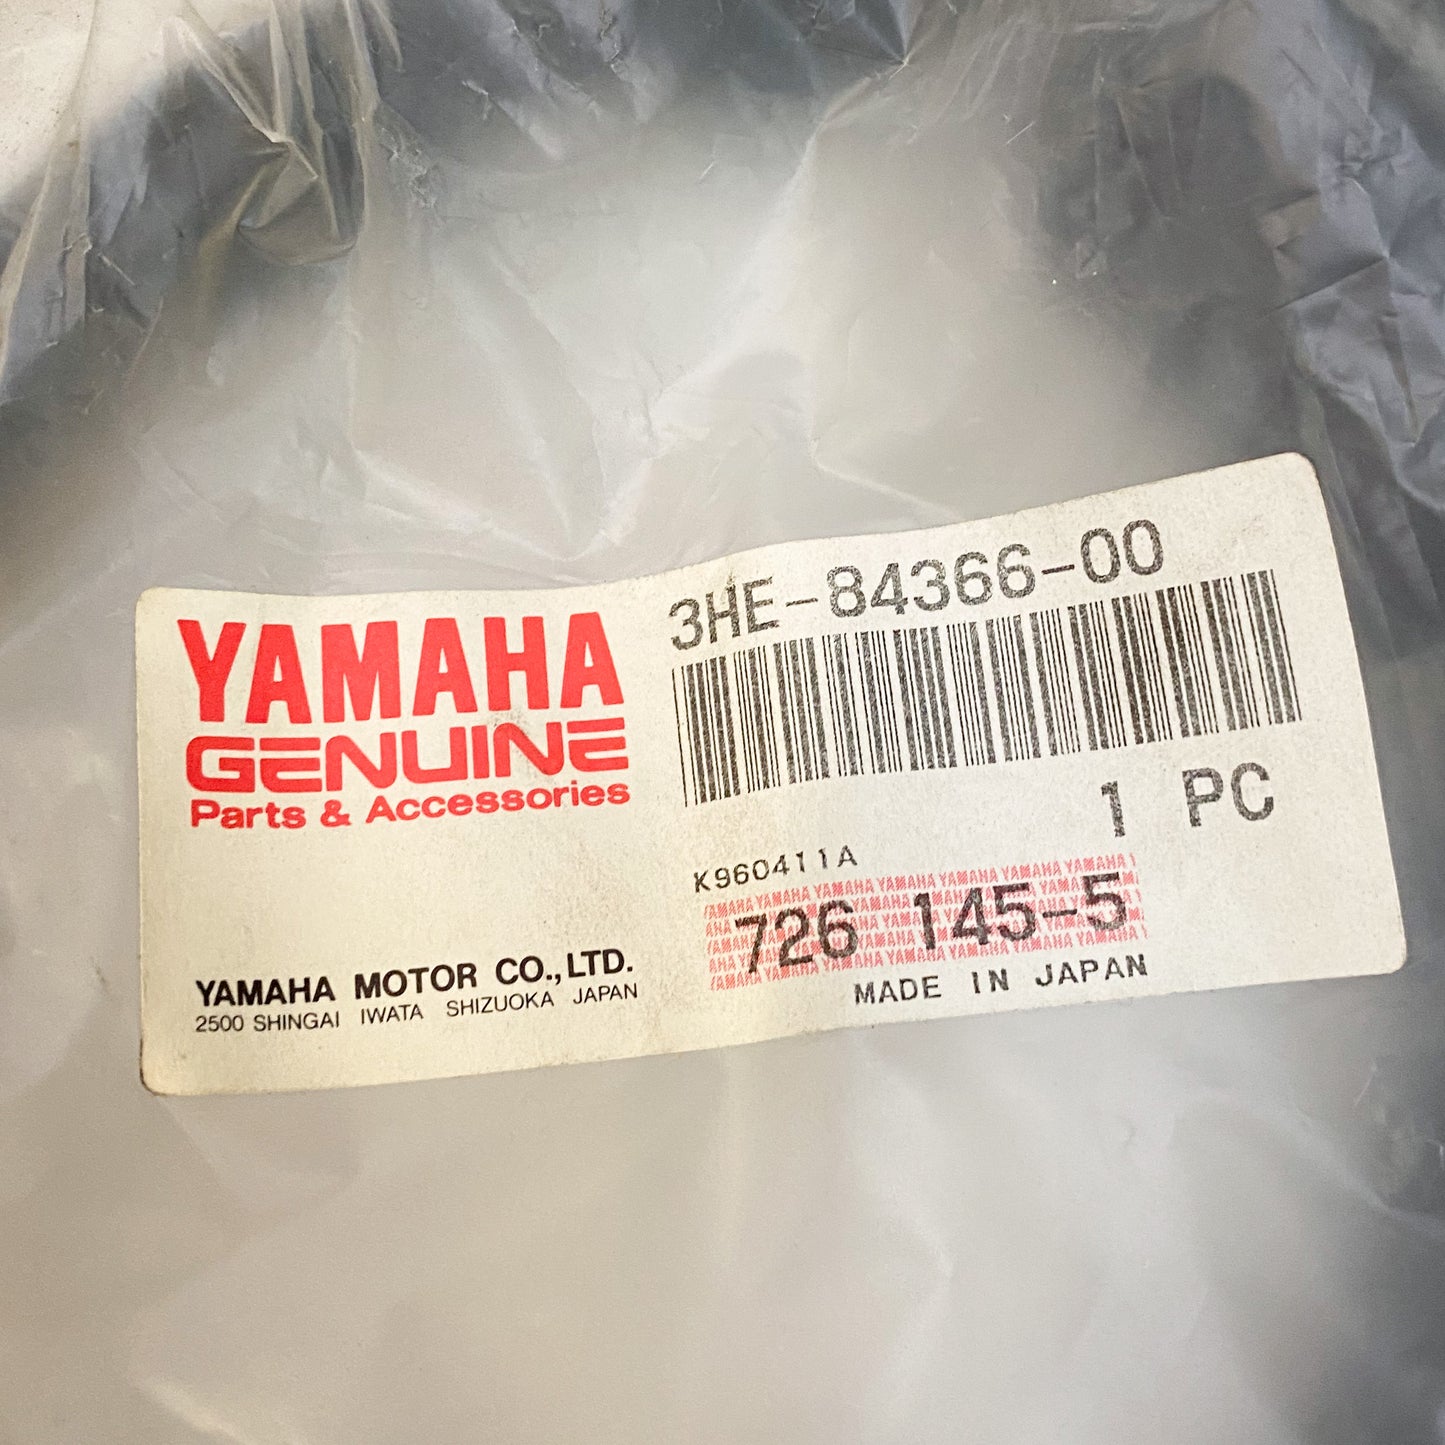 YAMAHA
GENUINE
Parts & Accessories
YAMAHA MOTOR CO., LTD.
2500 SHINGAI IWATA SHIZUOKA JAPAN
3HE-84366-00
1 PC
K960411A
726 145-5
MADE IN JAPAN